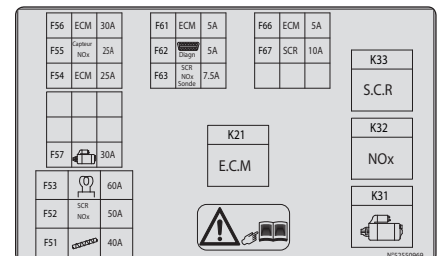 F56 ECM 30A
F55 Capteur NOx 25A
F54 ECM 25A
F57 30A
F53 60A
F52 SCR NOx 50A
F51 40A
F61 ECM 5A
F62 Diagn 5A
F63 SCR NOx Sonde 7.5A
F66 ECM 5A
F67 SCR 10A
K21
E.C.M
K33
S.C.R
K32
NOx
K31
N°52550969